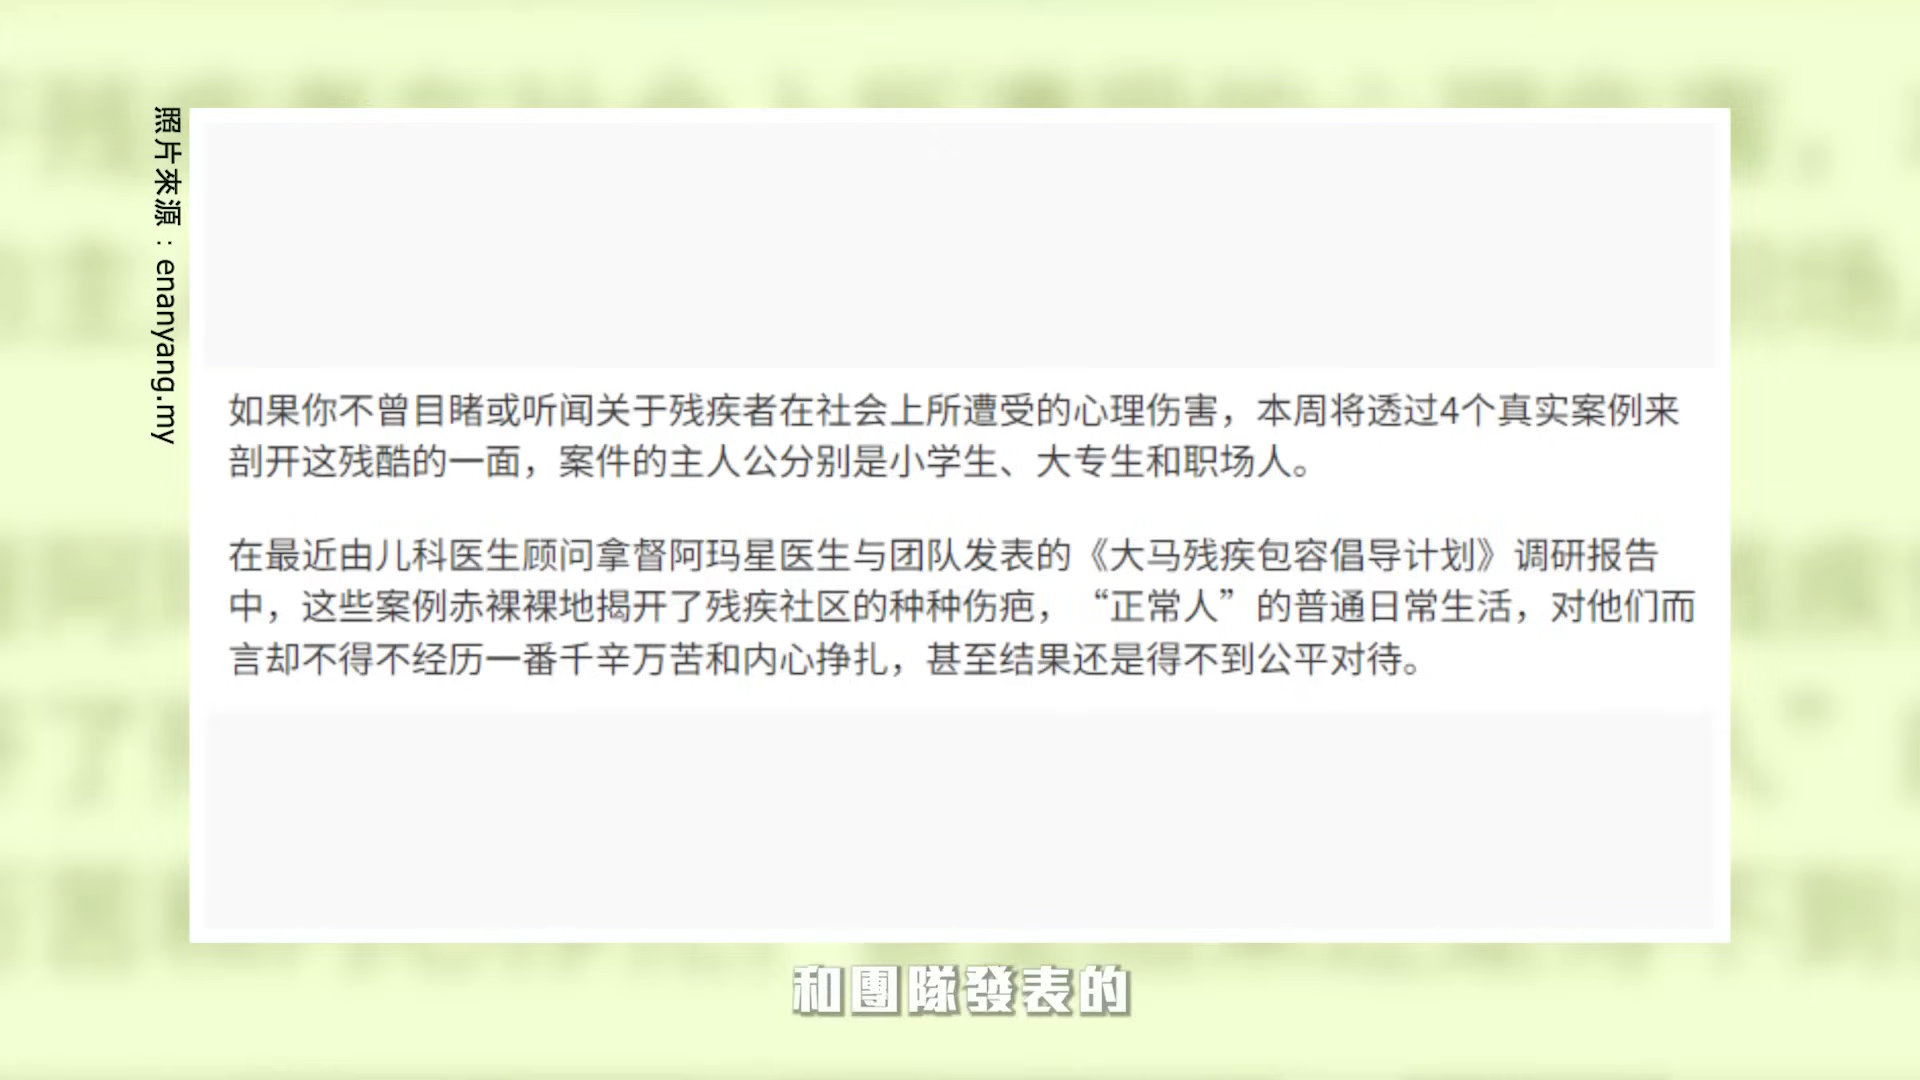 照片來源：enanyang.my
如果你不曾目睹或听闻关于残疾者在社会上所遭受的心理伤害，本周将透过4个真实案例来
剖开这残酷的一面，案件的主人公分别是小学生、大专生和职场人。
在最近由儿科医生顾问拿督阿玛星医生与团队发表的《大马残疾包容倡导计划》调研报告
中，这些案例赤裸裸地揭开了残疾社区的种种伤疤，“正常人”的普通日常生活，对他们而
言却不得不经历一番千辛万苦和内心挣扎，甚至结果还是得不到公平对待。
和團隊發表的